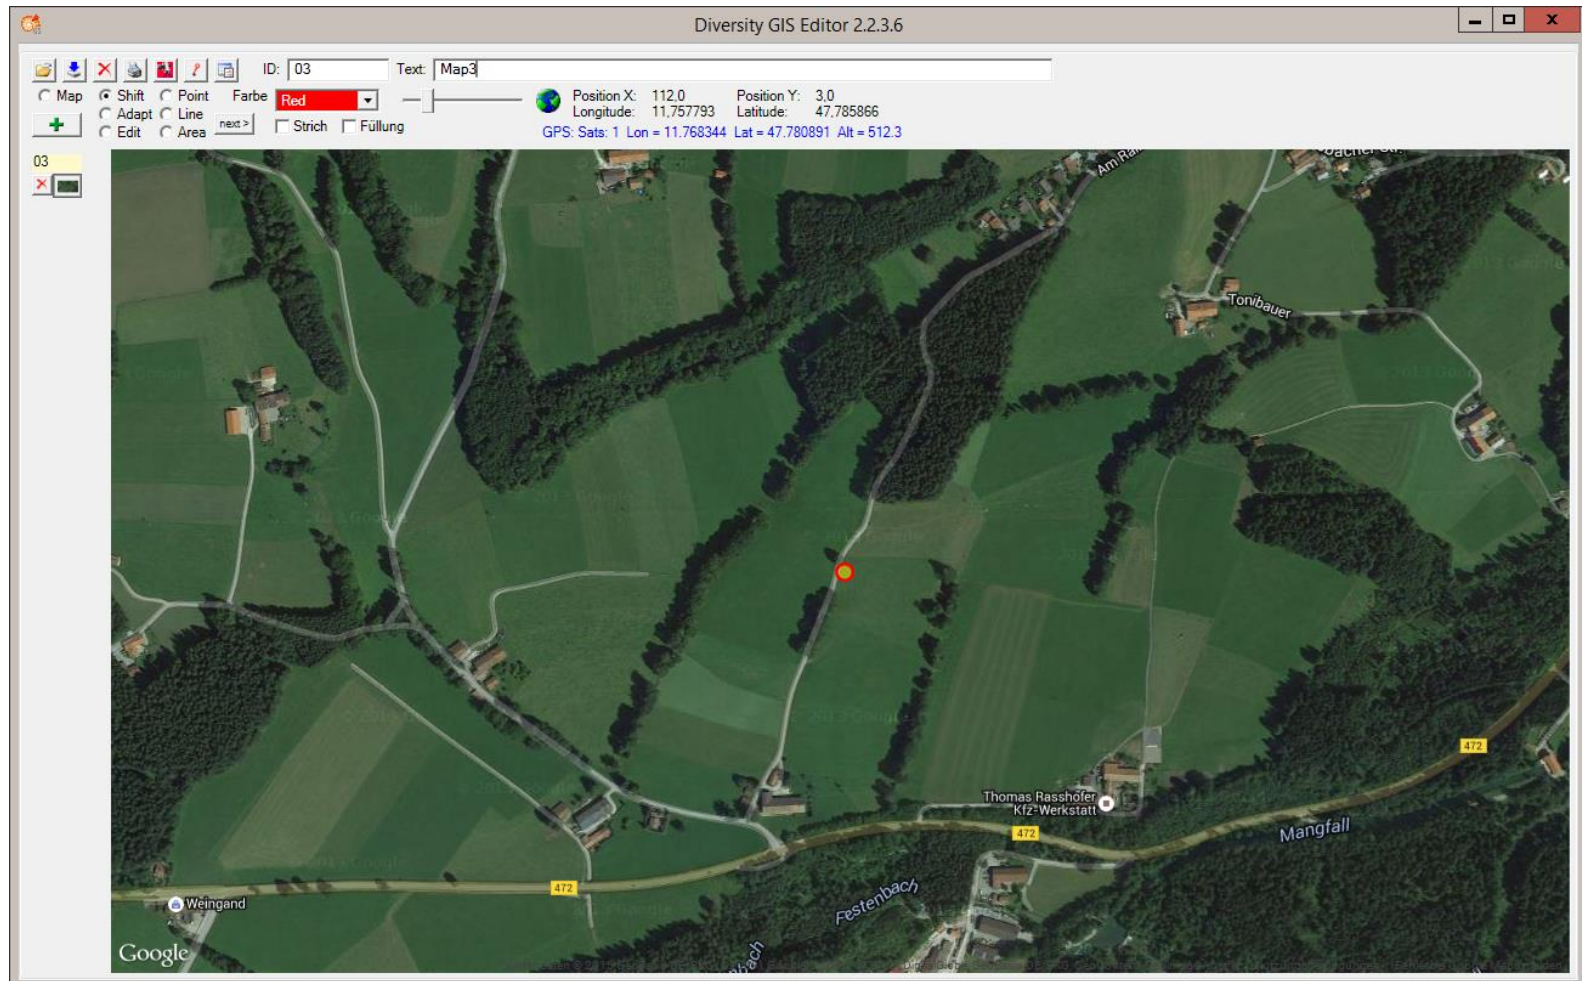 Diversity GIS Editor 2.2.3.6
ID: 03 Text: Map3
Map Shift Point Farbe Red Position X: 112,0 Position Y: 3,0
Adapt Line Longitude: 11,757793 Latitude: 47,785866
Edit Area next > Strich Füllung
GPS: Sats: 1 Lon = 11.768344 Lat = 47.780891 Alt = 512.3
03
Tonibauer
472
Thomas Rasshofer
Kfz-Werkstatt
472
Mangfall
472
Weingand
Festenbach
Google